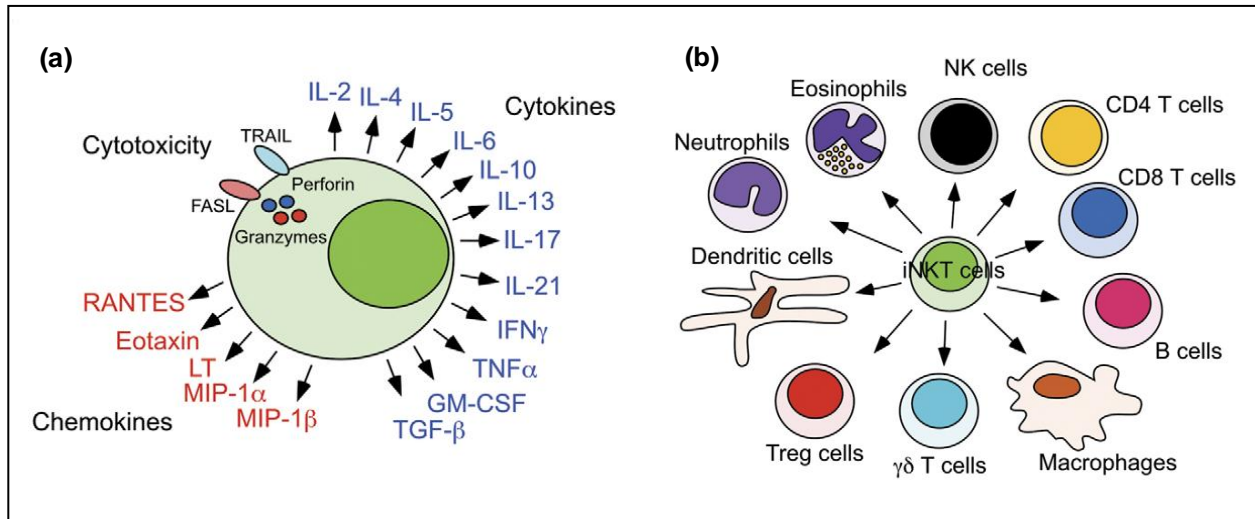 (a)
Cytotoxicity
TRAIL
FASL
Perforin
Granzymes
Cytokines
IL-2
IL-4
IL-5
IL-6
IL-10
IL-13
IL-17
IL-21
IFNγ
TNFα
GM-CSF
TGF-β
RANTES
Eotaxin
LT
MIP-1α
MIP-1β
Chemokines
(b)
NK cells
Eosinophils
CD4 T cells
Neutrophils
CD8 T cells
Dendritic cells
iNKT cells
B cells
Treg cells
γδ T cells
Macrophages